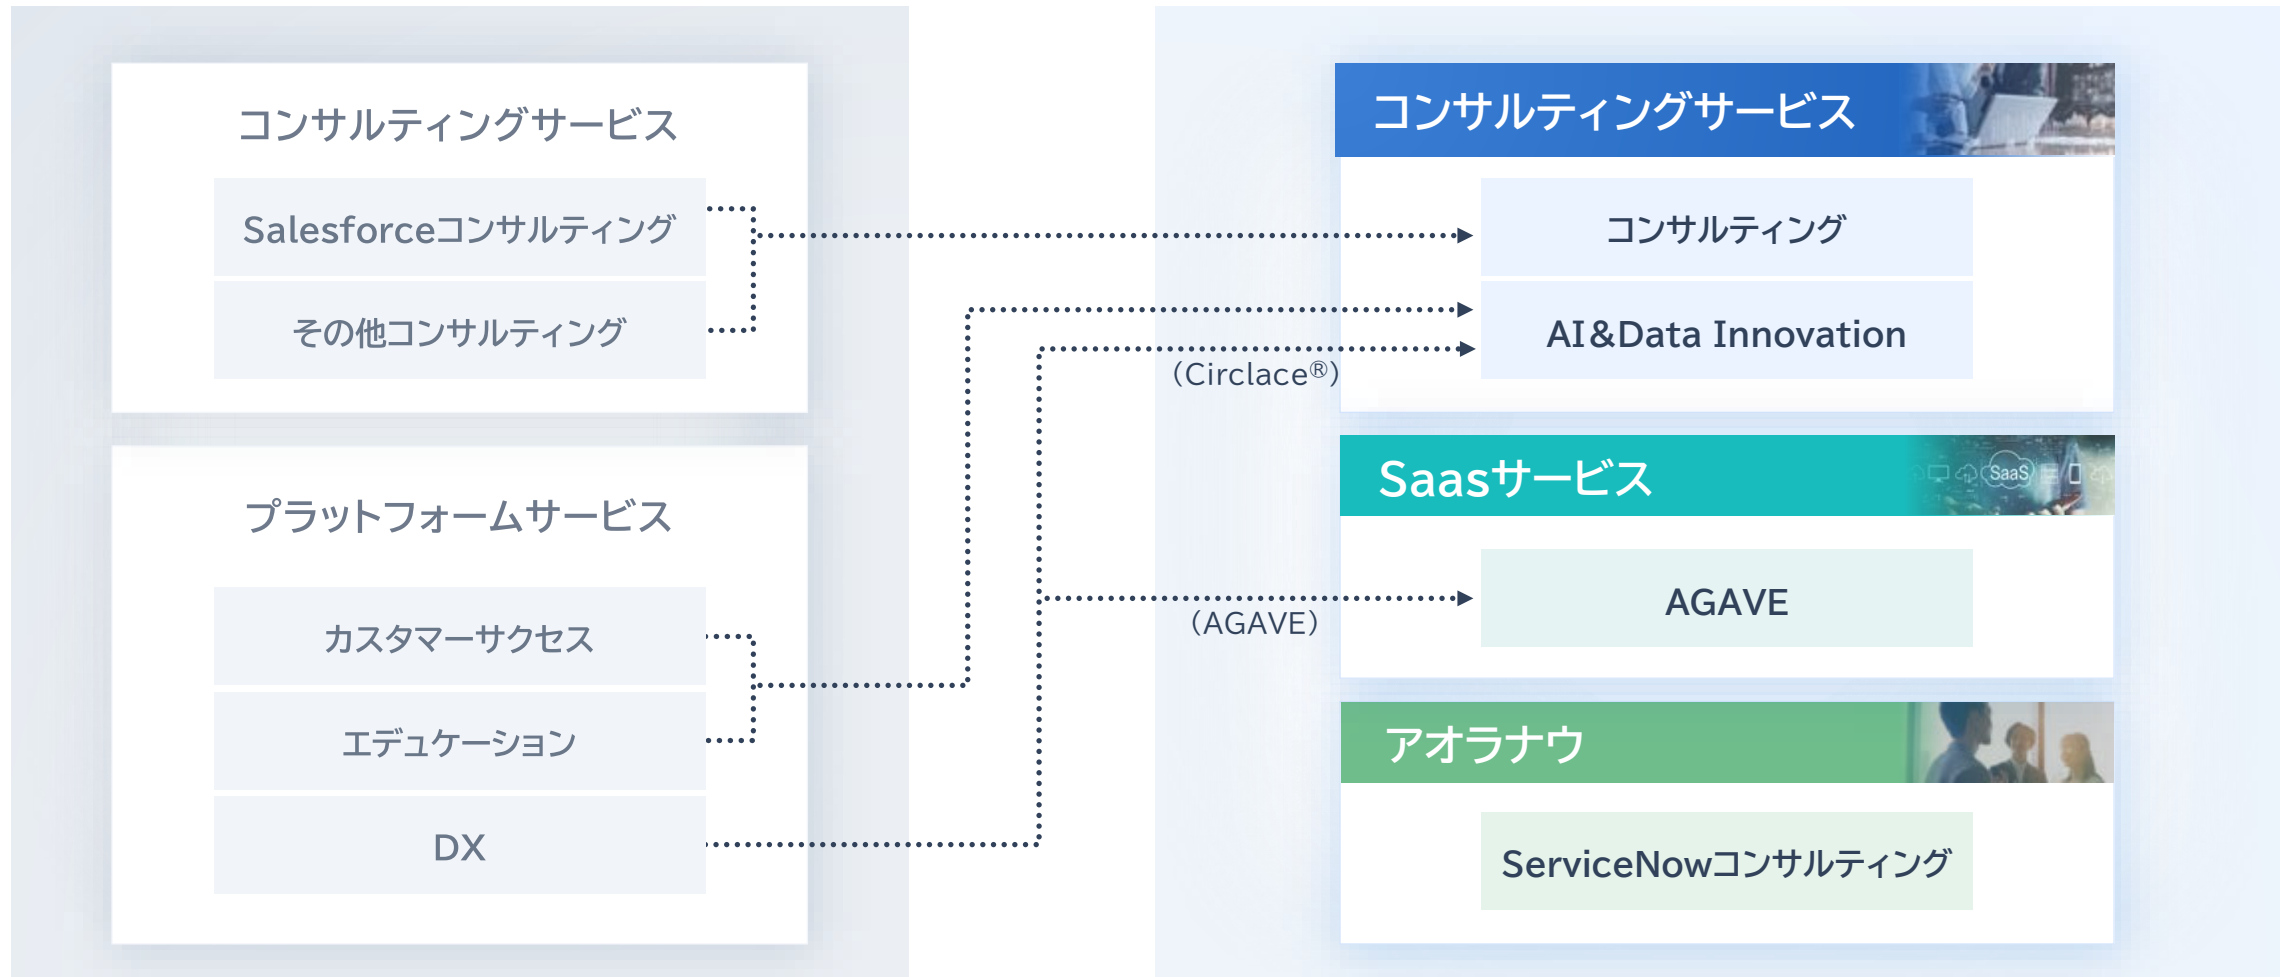 コンサルティングサービス
Salesforceコンサルティング
その他コンサルティング
プラットフォームサービス
カスタマーサクセス
エデュケーション
DX
(Circlace®)
(AGAVE)
コンサルティングサービス
コンサルティング
AI&Data Innovation
Saasサービス
SaaS
AGAVE
アオラナウ
ServiceNowコンサルティング